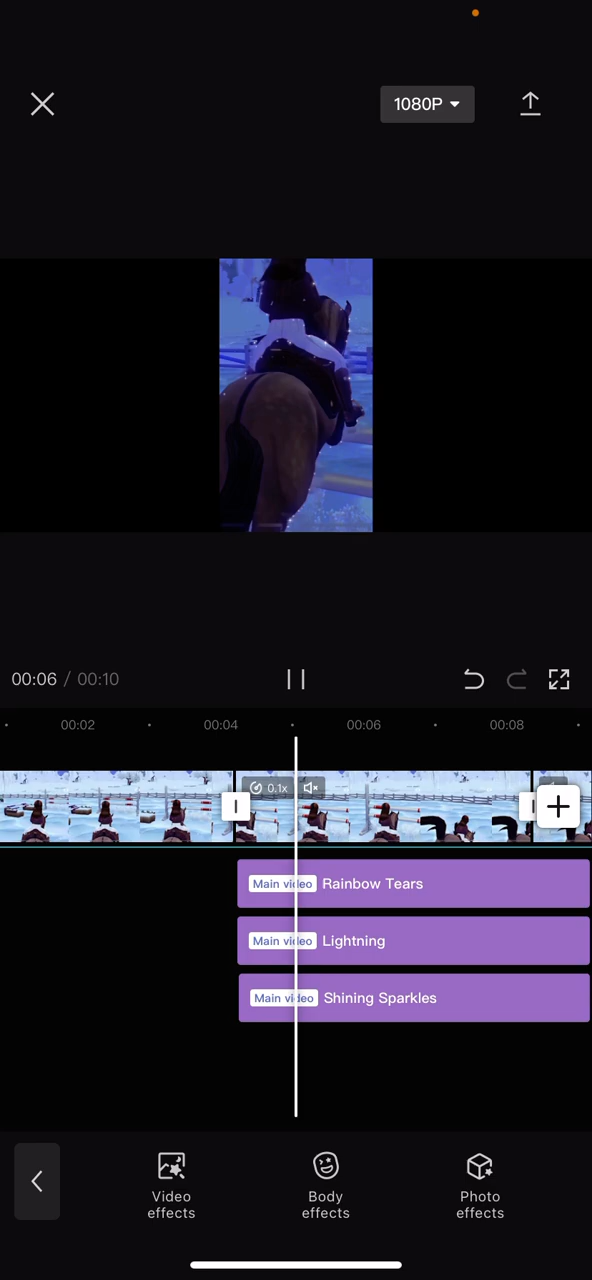 1080P
00:06 / 00:10
00:02 00:04 00:06 00:08
0.1x
Main video Rainbow Tears
Main video Lightning
Main video Shining Sparkles
Video effects
Body effects
Photo effects